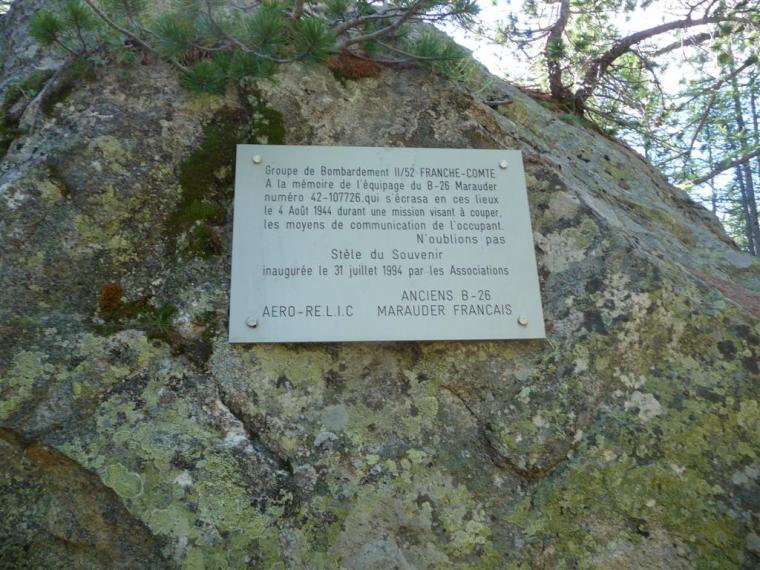 Groupe de Bombardement II/52 FRANCHE-COMTE
A la mémoire de l'équipage du B-26 Marauder
numéro 42-107726.qui s'écrasa en ces lieux
le 4 Août 1944 durant une mission visant à couper,
les moyens de communication de l'occupant.
N'oublions pas
Stèle du Souvenir
inaugurée le 31 juillet 1994 par les Associations
ANCIENS B-26
AERO-RE.L.I.C MARAUDER FRANCAIS